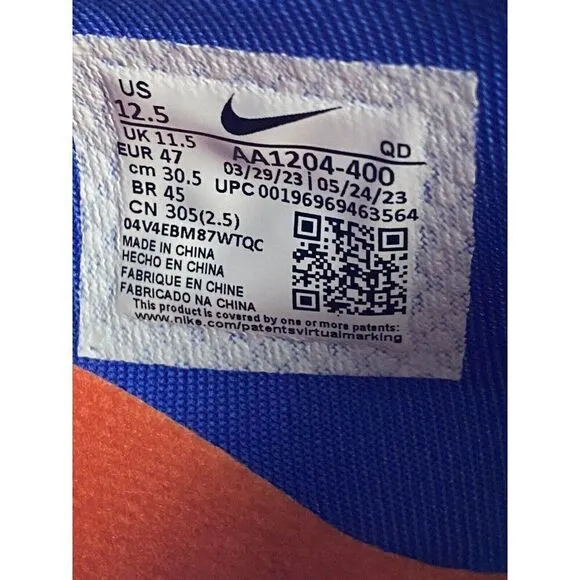 US
12.5
UK 11.5
QD
EUR 47
AA1204-400
cm 30.5
03/29/23 | 05/24/23
BR 45
UPC 00196969463564
CN 305(2.5)
04V4EBM87WTQC
MADE IN CHINA
HECHO EN CHINA
FABRIQUE EN CHINE
FABRICADO NA CHINA
This product is covered by one or more patents:
www.nike.com/patentsvirtualmarking